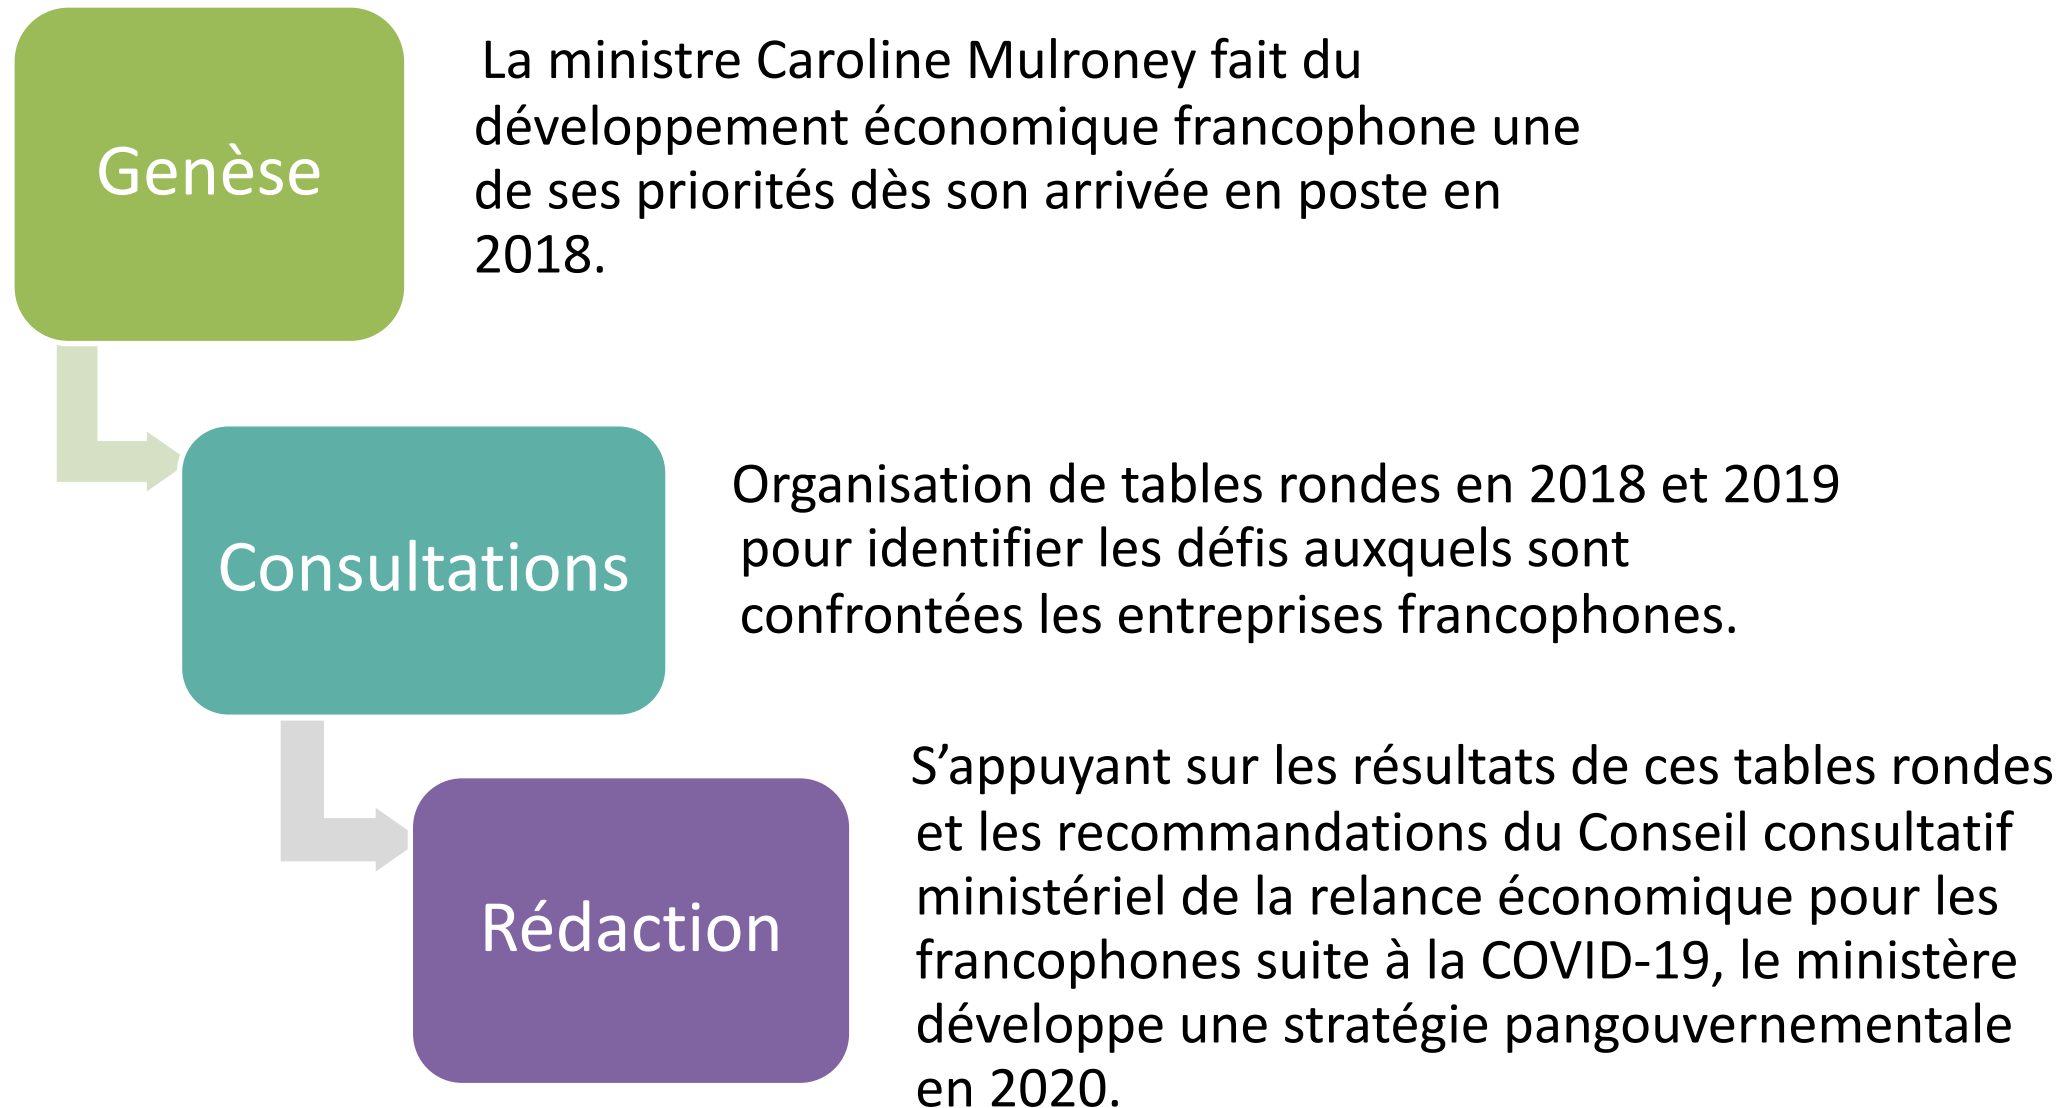 Genèse
La ministre Caroline Mulroney fait du
développement économique francophone une
de ses priorités dès son arrivée en poste en
2018.
Consultations
Organisation de tables rondes en 2018 et 2019
pour identifier les défis auxquels sont
confrontées les entreprises francophones.
Rédaction
S’appuyant sur les résultats de ces tables rondes
et les recommandations du Conseil consultatif
ministériel de la relance économique pour les
francophones suite à la COVID-19, le ministère
développe une stratégie pangouvernementale
en 2020.